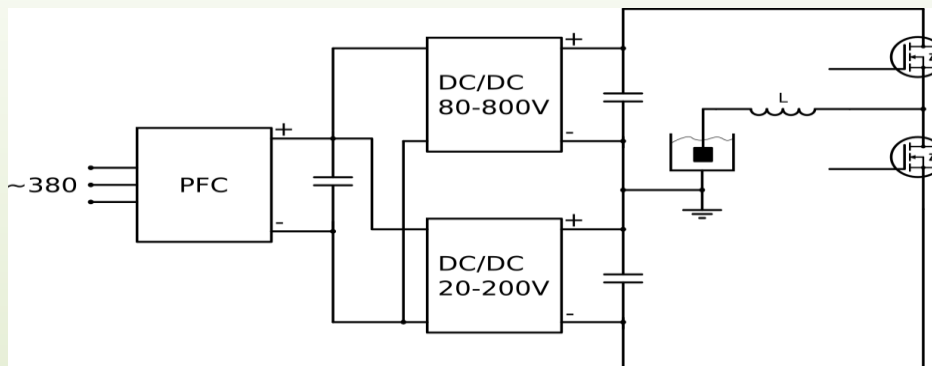 +
DC/DC
80-800V
-
L
~380
PFC
+
-
+
DC/DC
20-200V
-